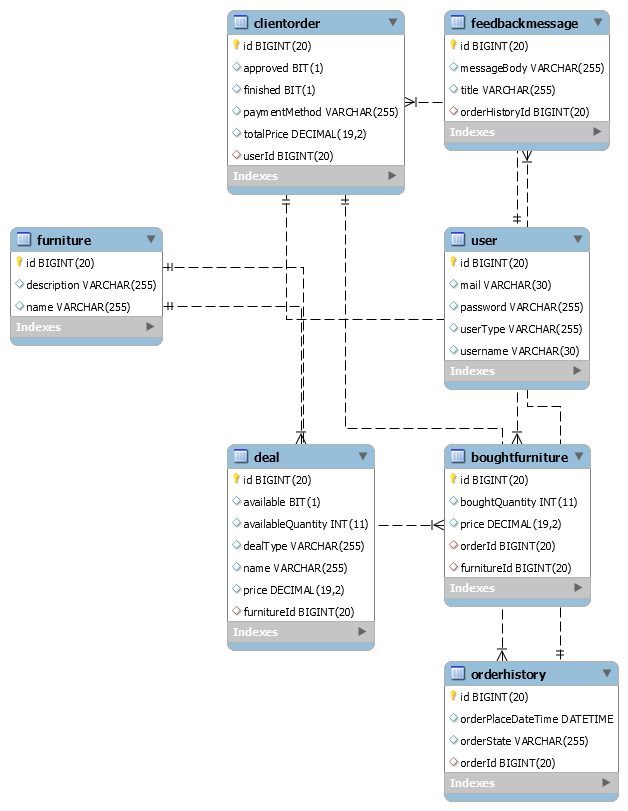 clientorder
id BIGINT(20)
approved BIT(1)
finished BIT(1)
paymentMethod VARCHAR(255)
totalPrice DECIMAL(19,2)
userId BIGINT(20)
Indexes
feedbackmessage
id BIGINT(20)
messageBody VARCHAR(255)
title VARCHAR(255)
orderHistoryId BIGINT(20)
Indexes
furniture
id BIGINT(20)
description VARCHAR(255)
name VARCHAR(255)
Indexes
user
id BIGINT(20)
mail VARCHAR(30)
password VARCHAR(255)
userType VARCHAR(255)
username VARCHAR(30)
Indexes
deal
id BIGINT(20)
available BIT(1)
availableQuantity INT(11)
dealType VARCHAR(255)
name VARCHAR(255)
price DECIMAL(19,2)
furnitureId BIGINT(20)
Indexes
boughtfurniture
id BIGINT(20)
boughtQuantity INT(11)
price DECIMAL(19,2)
orderId BIGINT(20)
furnitureId BIGINT(20)
Indexes
orderhistory
id BIGINT(20)
orderPlaceDateTime DATETIME
orderState VARCHAR(255)
orderId BIGINT(20)
Indexes